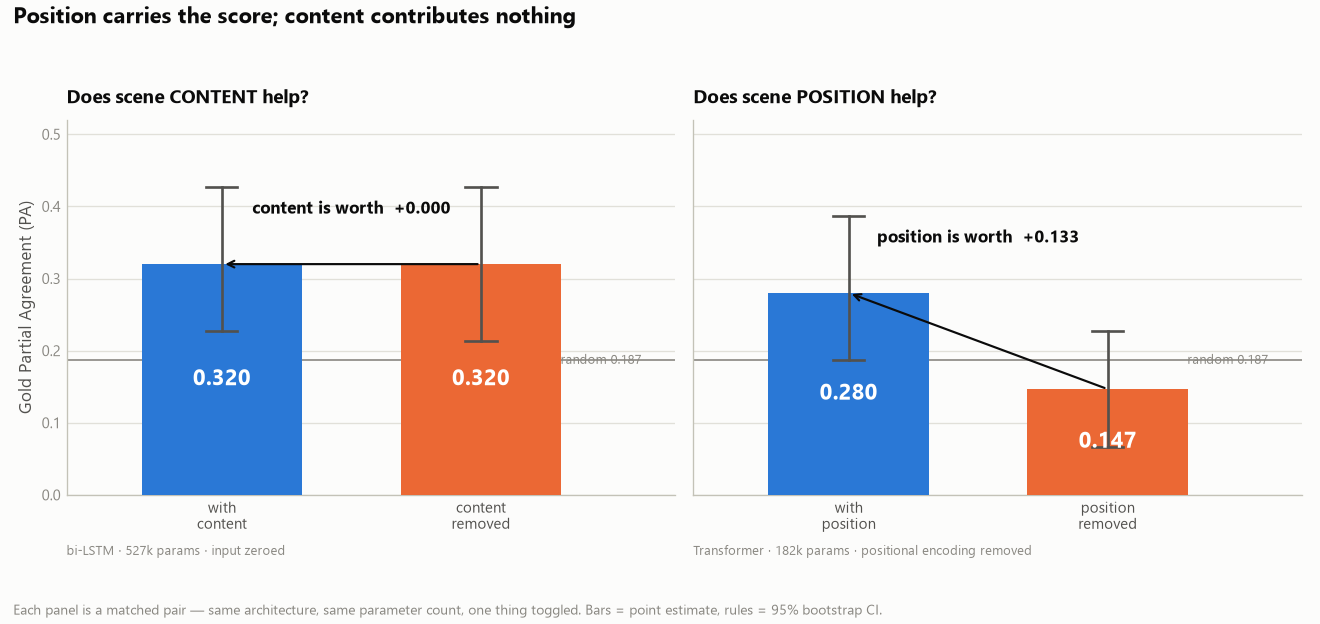 Position carries the score; content contributes nothing
Does scene CONTENT help?
Does scene POSITION help?
Gold Partial Agreement (PA)
0.5
0.4
0.3
0.2
0.1
0.0
content is worth +0.000
0.320
0.320
random 0.187
with
content
content
removed
bi-LSTM · 527k params · input zeroed
position is worth +0.133
0.280
0.147
random 0.187
with
position
position
removed
Transformer · 182k params · positional encoding removed
Each panel is a matched pair — same architecture, same parameter count, one thing toggled. Bars = point estimate, rules = 95% bootstrap CI.